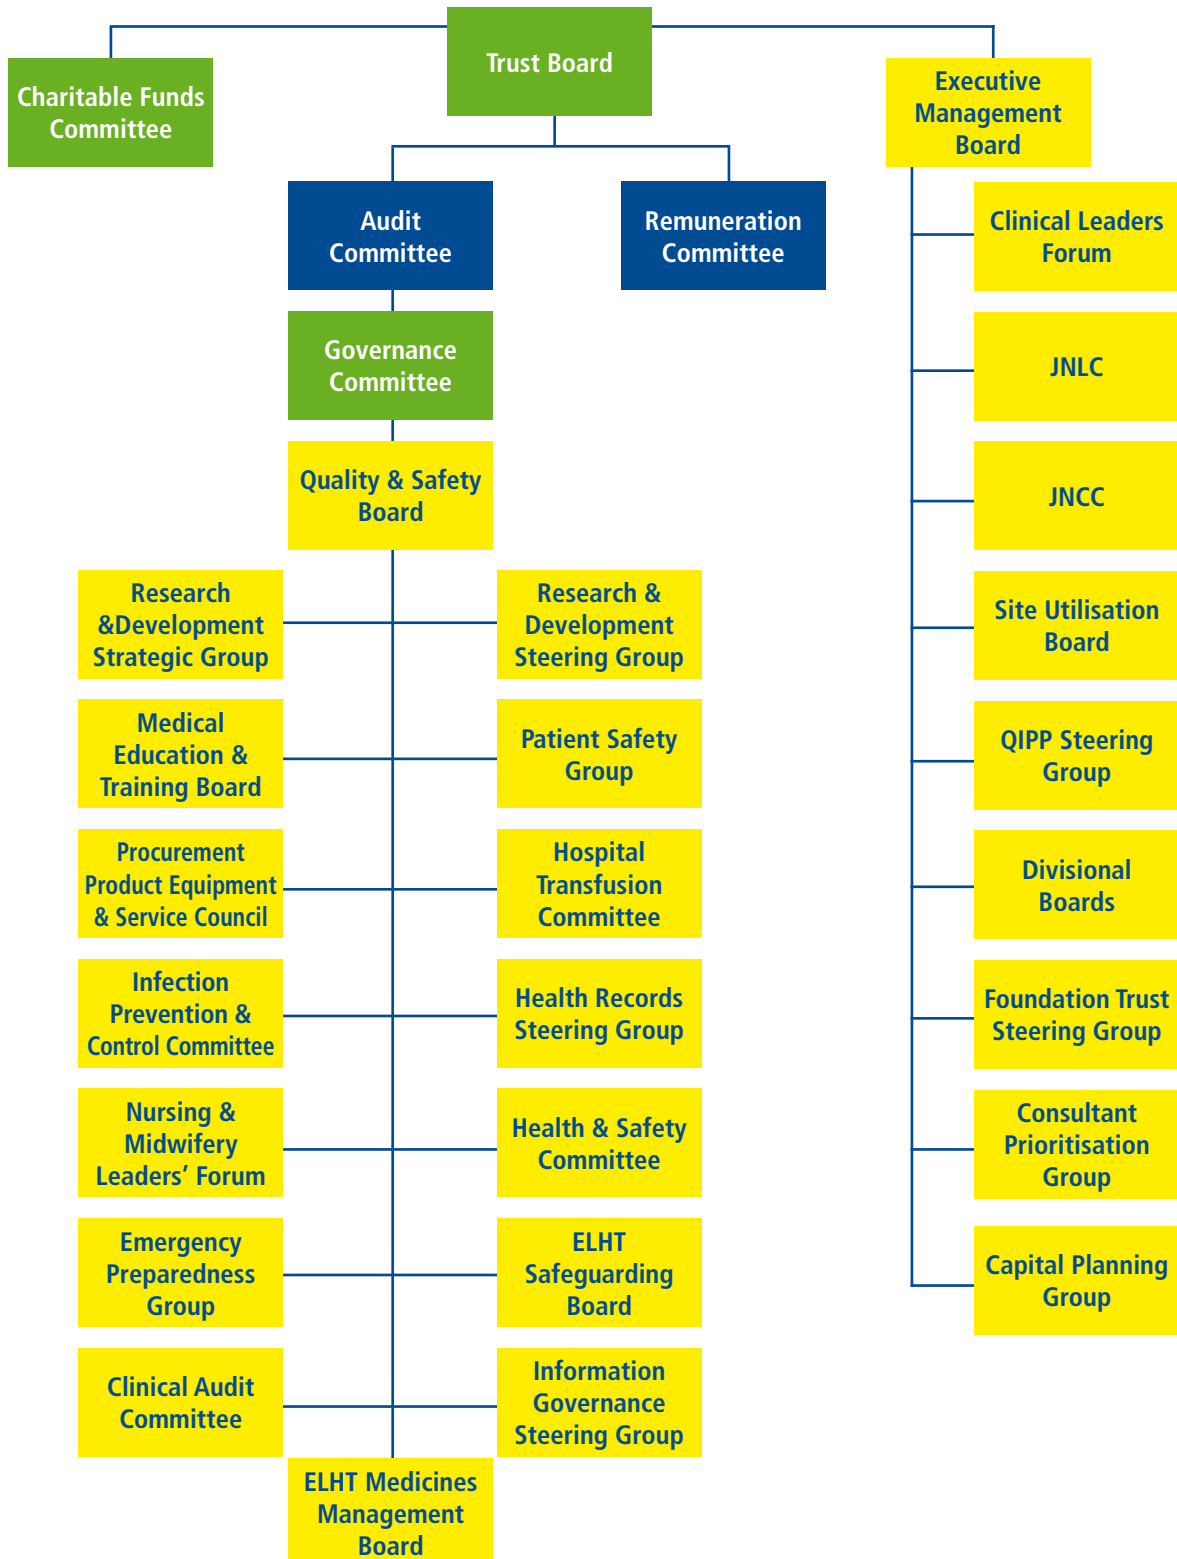 Trust Board
Charitable Funds
Committee
Executive
Management
Board
Audit
Committee
Remuneration
Committee
Governance
Committee
Quality & Safety
Board
Research
&Development
Strategic Group
Research &
Development
Steering Group
Medical
Education &
Training Board
Patient Safety
Group
Procurement
Product Equipment
& Service Council
Hospital
Transfusion
Committee
Infection
Prevention &
Control Committee
Health Records
Steering Group
Nursing &
Midwifery
Leaders’ Forum
Health & Safety
Committee
Emergency
Preparedness
Group
ELHT
Safeguarding
Board
Clinical Audit
Committee
Information
Governance
Steering Group
ELHT Medicines
Management
Board
Clinical Leaders
Forum
JNLC
JNCC
Site Utilisation
Board
QIPP Steering
Group
Divisional
Boards
Foundation Trust
Steering Group
Consultant
Prioritisation
Group
Capital Planning
Group